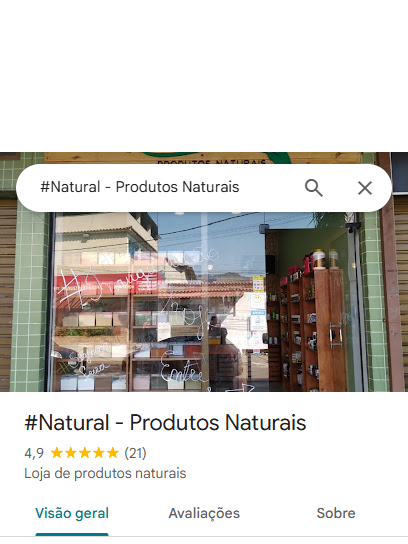 PRODUTOS NATURAIS
#Natural - Produtos Naturais
#Natural - Produtos Naturais
4,9 (21)
Loja de produtos naturais
Visão geral
Avaliações
Sobre